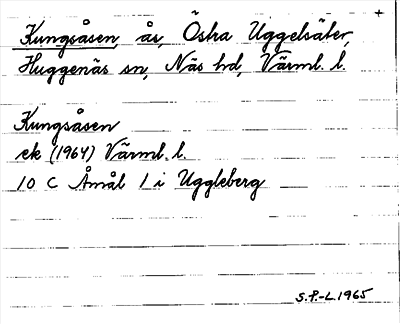 +
Kungsåsen, ås, Östra Uggelsäter,
Huggenäs sn, Näs hd, Värml. l.
Kungsåsen
ek (1964) Värml. l.
10 C Åmål 1 i Uggleberg
S.P.-L. 1965